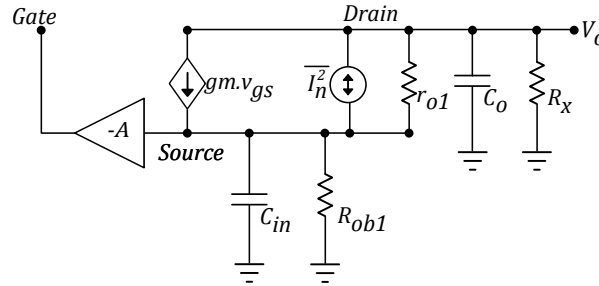 Gate
Drain
V_o
gm.v_gs
I_n^2
r_o1
C_o
R_x
-A
Source
C_in
R_ob1